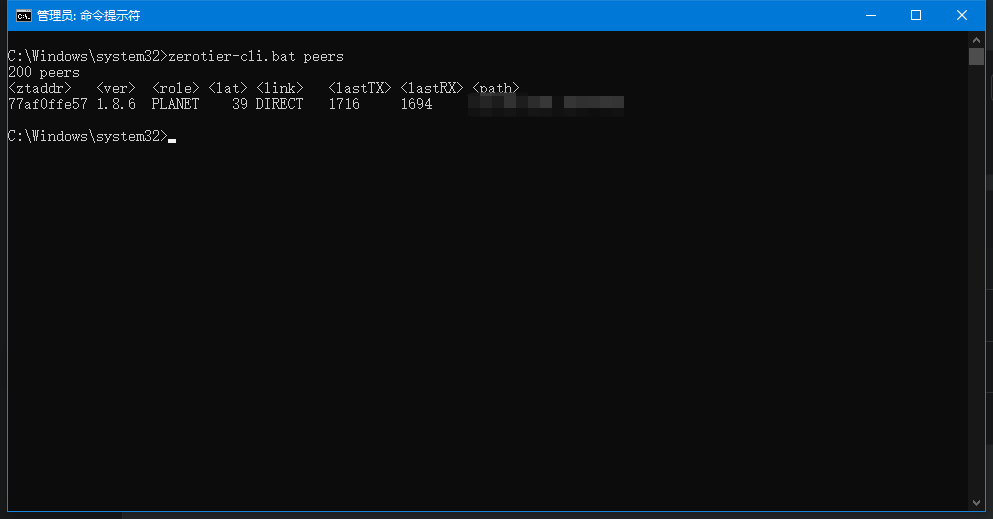 管理员: 命令提示符
C:\Windows\system32>zerotier-cli.bat peers
200 peers
<ztaddr>   <ver>  <role> <lat> <link>   <lastTX> <lastRX> <path>
77af0ffe57 1.8.6  PLANET    39 DIRECT   1716     1694
C:\Windows\system32>